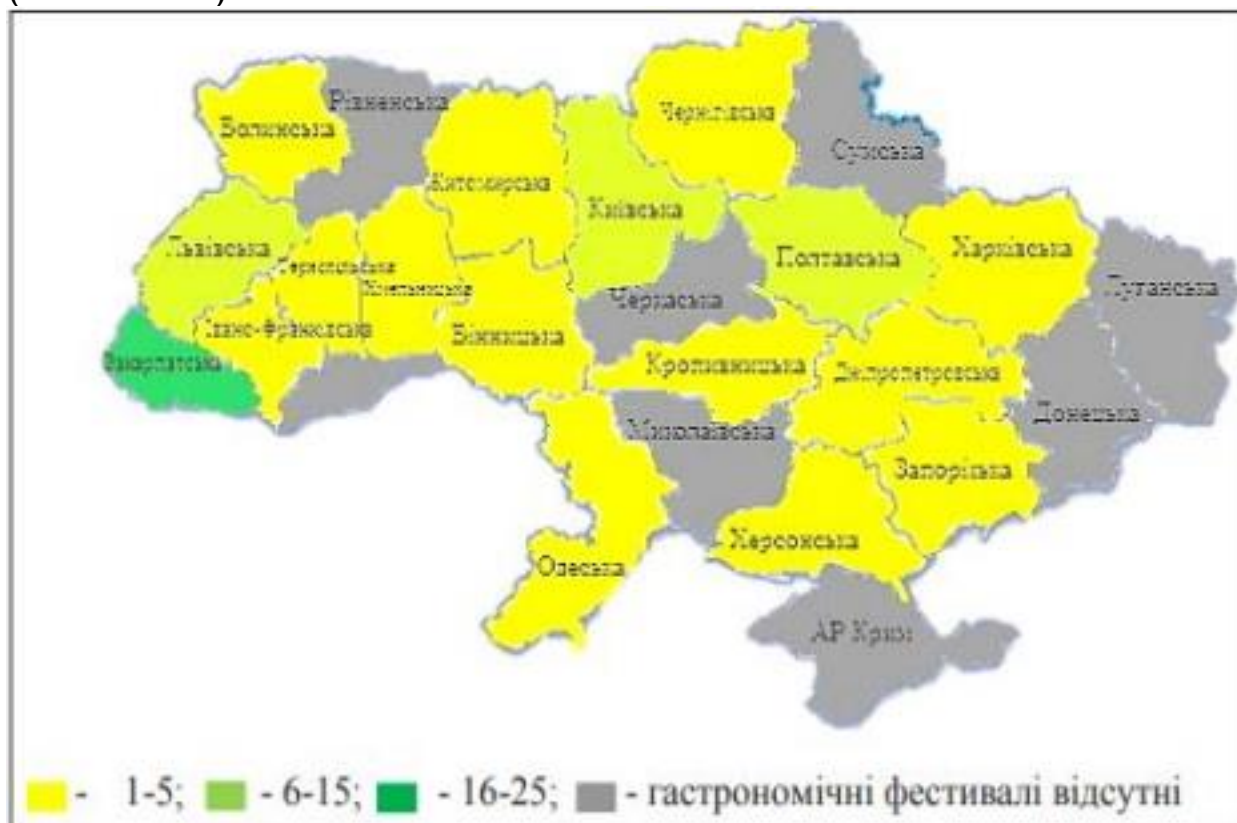 Рівненська
Чернігівська
Волинська
Сумська
Житомирська
Київська
Львівська
Харківська
Полтавська
Тернопільська
Луганська
Хмельницька
Черкаська
Івано-Франківська
Вінницька
Закарпатська
Кропивницька
Дніпропетровська
Донецька
Миколаївська
Запорізька
Херсонська
Одеська
АР Крим
- 1-5; - 6-15; - 16-25; - гастрономічні фестивалі відсутні